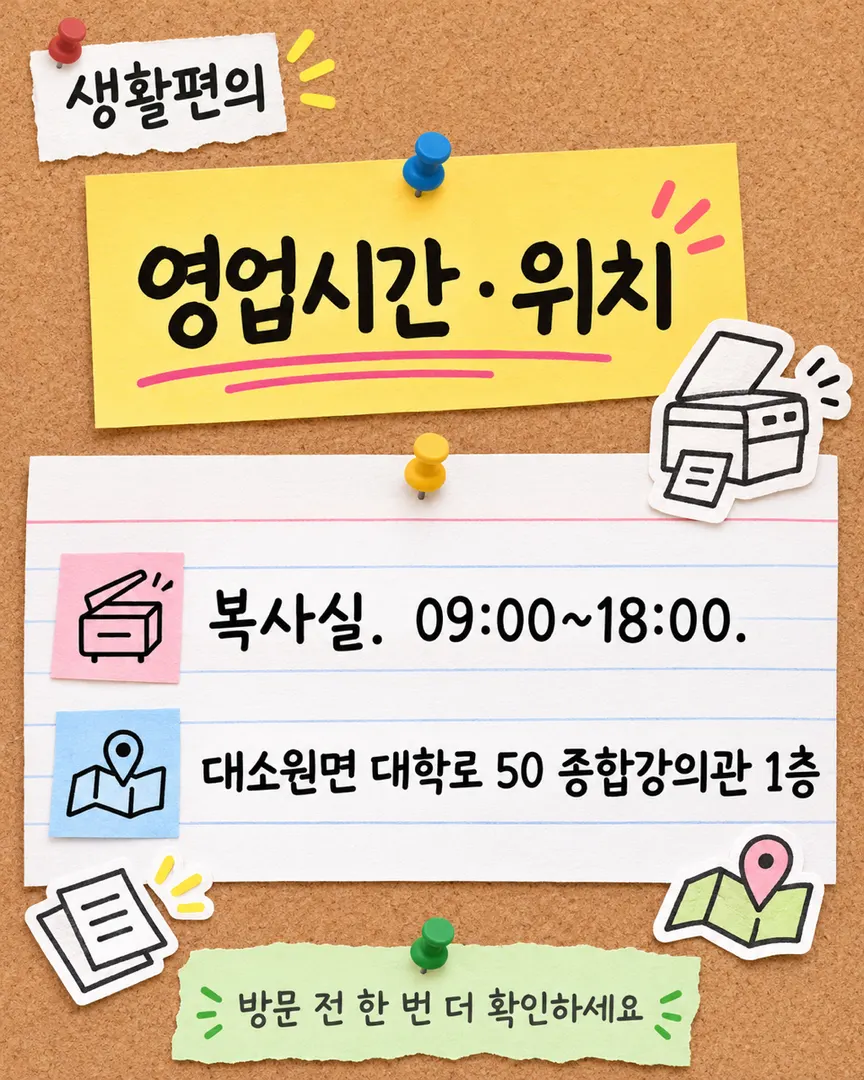 생활편의
영업시간·위치
복사실. 09:00~18:00.
대소원면 대학로 50 종합강의관 1층
방문 전 한 번 더 확인하세요